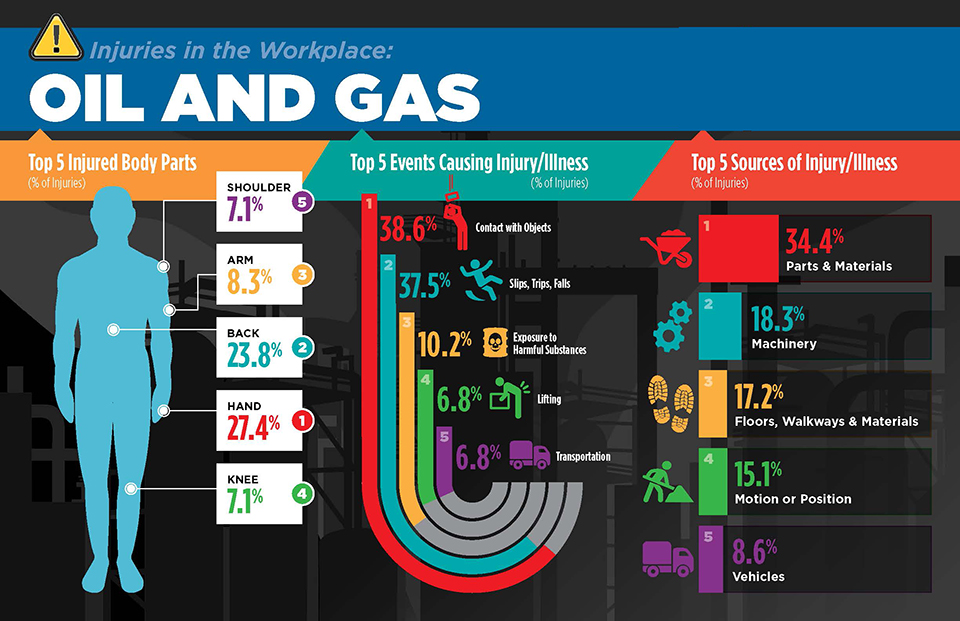 Injuries in the Workplace:
OIL AND GAS
Top 5 Injured Body Parts
(% of Injuries)
SHOULDER
7.1%
5
ARM
8.3%
3
BACK
23.8%
2
HAND
27.4%
1
KNEE
7.1%
4
Top 5 Events Causing Injury/Illness
(% of Injuries)
1
38.6%
Contact with Objects
2
37.5%
Slips, Trips, Falls
3
10.2%
Exposure to
Harmful Substances
4
6.8%
Lifting
5
6.8%
Transportation
Top 5 Sources of Injury/Illness
(% of Injuries)
1
34.4%
Parts & Materials
2
18.3%
Machinery
3
17.2%
Floors, Walkways & Materials
4
15.1%
Motion or Position
5
8.6%
Vehicles